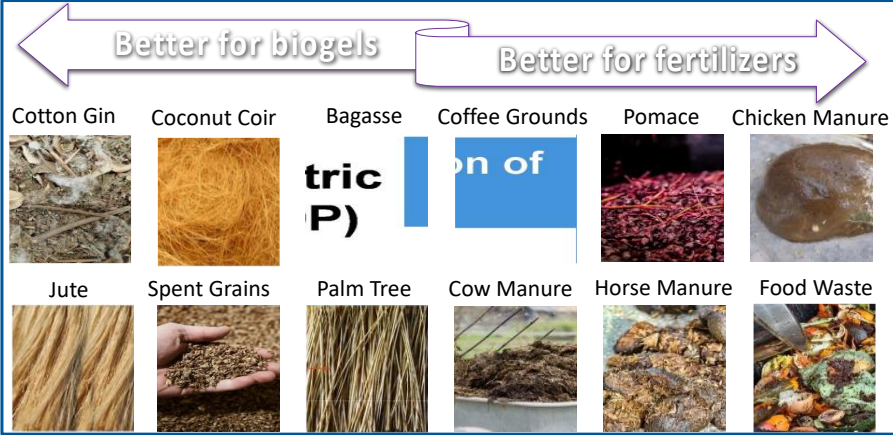 Better for biogels
Better for fertilizers
Cotton Gin
Coconut Coir
Bagasse
Coffee Grounds
Pomace
Chicken Manure
tric
P)
on of
Jute
Spent Grains
Palm Tree
Cow Manure
Horse Manure
Food Waste